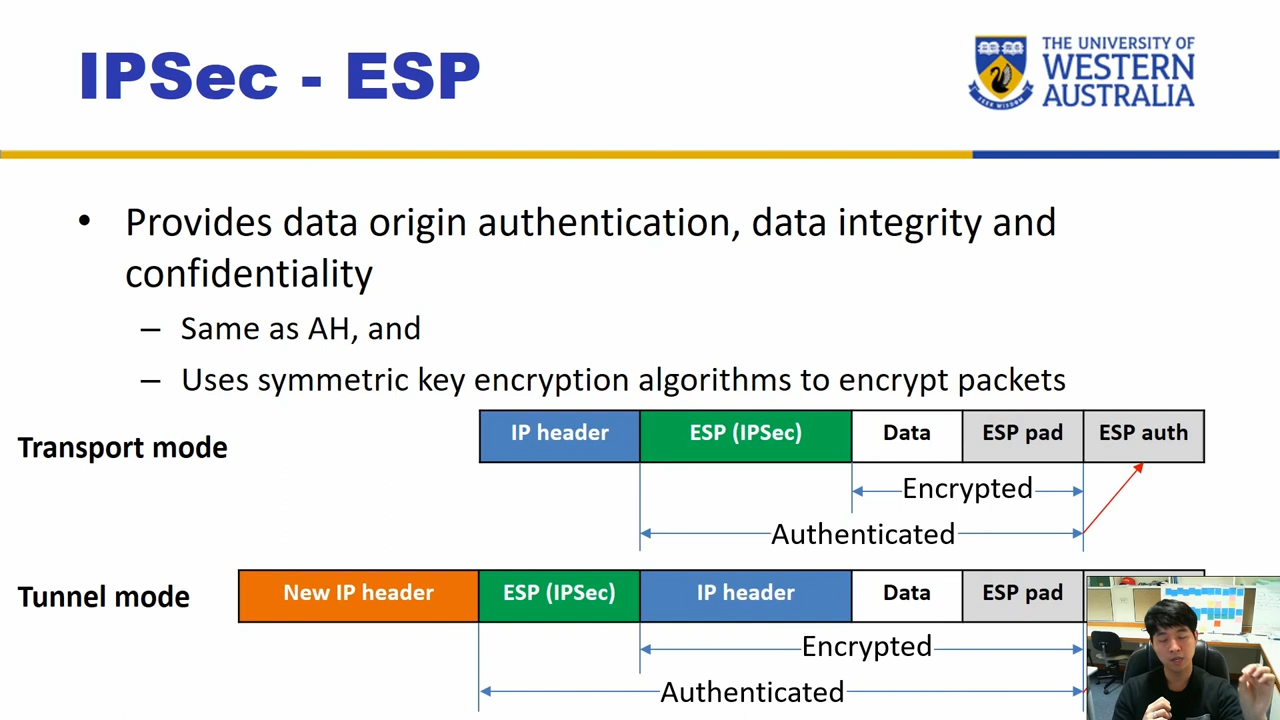 IPSec - ESP
THE UNIVERSITY OF
WESTERN
AUSTRALIA
SEEK WISDOM
• Provides data origin authentication, data integrity and
confidentiality
– Same as AH, and
– Uses symmetric key encryption algorithms to encrypt packets
Transport mode
IP header
ESP (IPSec)
Data
ESP pad
ESP auth
Encrypted
Authenticated
Tunnel mode
New IP header
ESP (IPSec)
IP header
Data
ESP pad
Encrypted
Authenticated